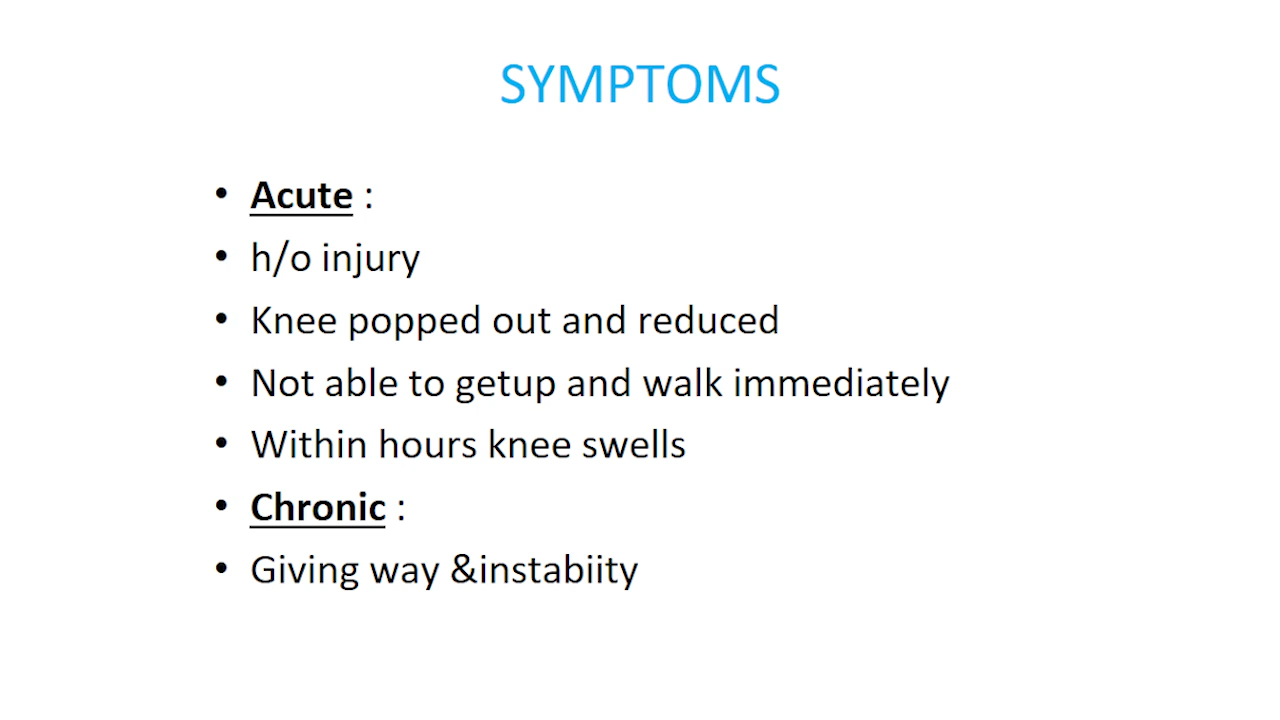 SYMPTOMS
• Acute :
• h/o injury
• Knee popped out and reduced
• Not able to getup and walk immediately
• Within hours knee swells
• Chronic :
• Giving way &instabiity